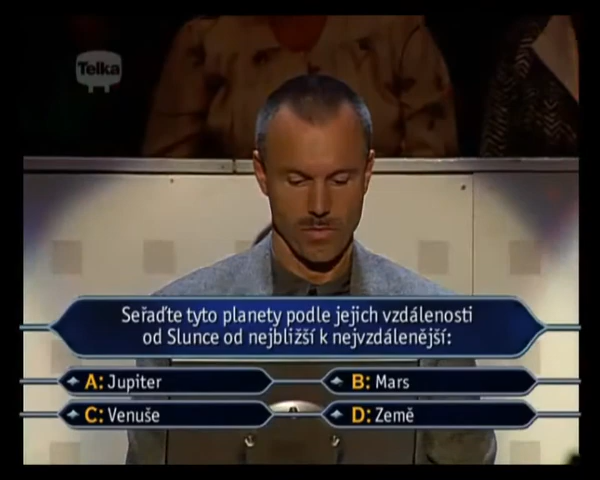 Telka
Seřaďte tyto planety podle jejich vzdálenosti
od Slunce od nejbližší k nejvzdálenější:
A: Jupiter
B: Mars
C: Venuše
D: Země